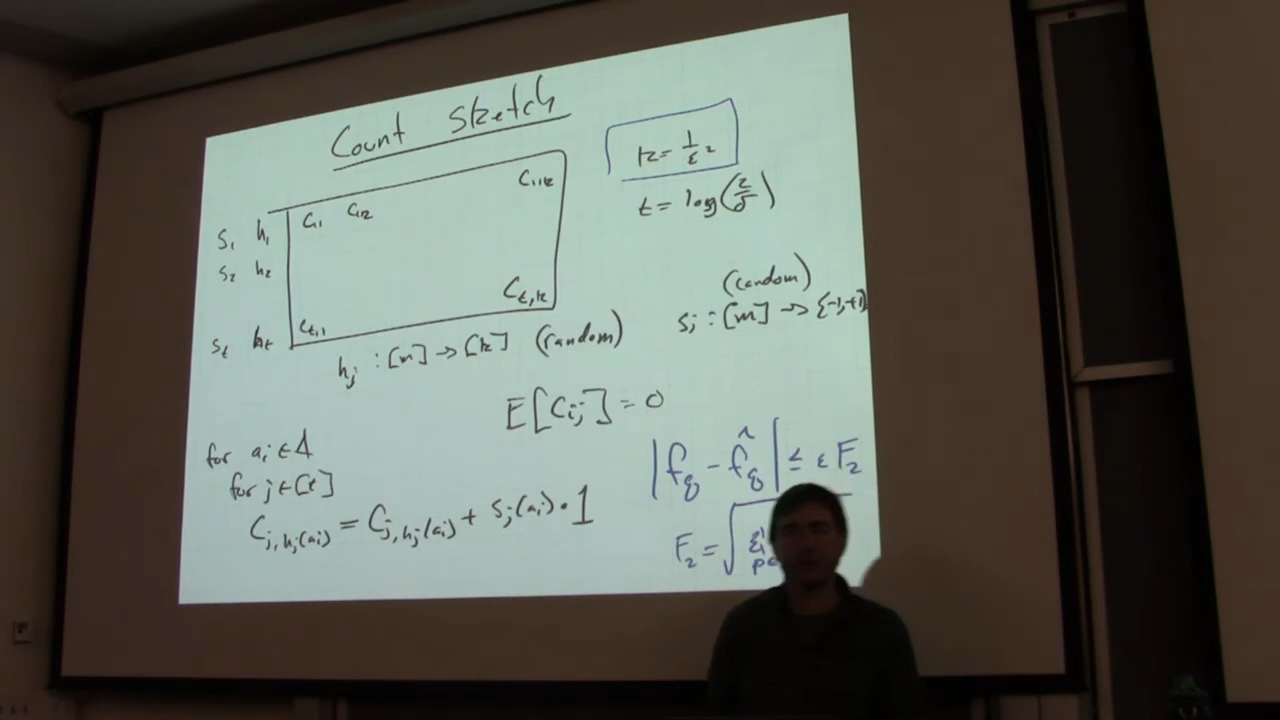 Count Sketch
k = 1/ε²
t = log(2/δ)
s₁ h₁ C₁₁ C₁₂ C₁,k
s₂ h₂
s_t h_t C_t,1 C_t,k
h_j : [m] → [k] (random)
(random)
s_j : [m] → {-1,+1}
E[C_ij] = 0
for a_i ∈ A
for j ∈ [t]
C_j,h_j(a_i) = C_j,h_j(a_i) + s_j(a_i) · 1
|f_q - f̂_q| ≤ ε F₂
F₂ = √ Σ